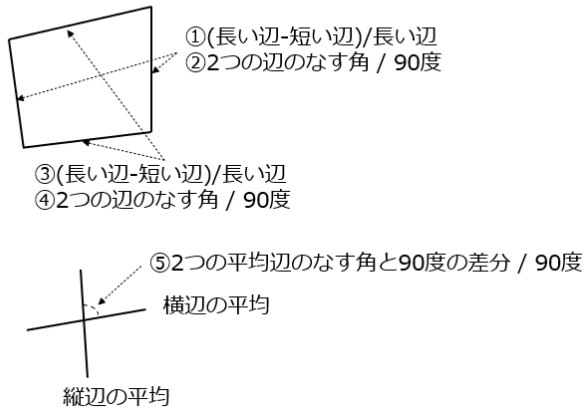 ①(長い辺-短い辺)/長い辺
②2つの辺のなす角 / 90度
③(長い辺-短い辺)/長い辺
④2つの辺のなす角 / 90度
⑤2つの平均辺のなす角と90度の差分 / 90度
横辺の平均
縦辺の平均